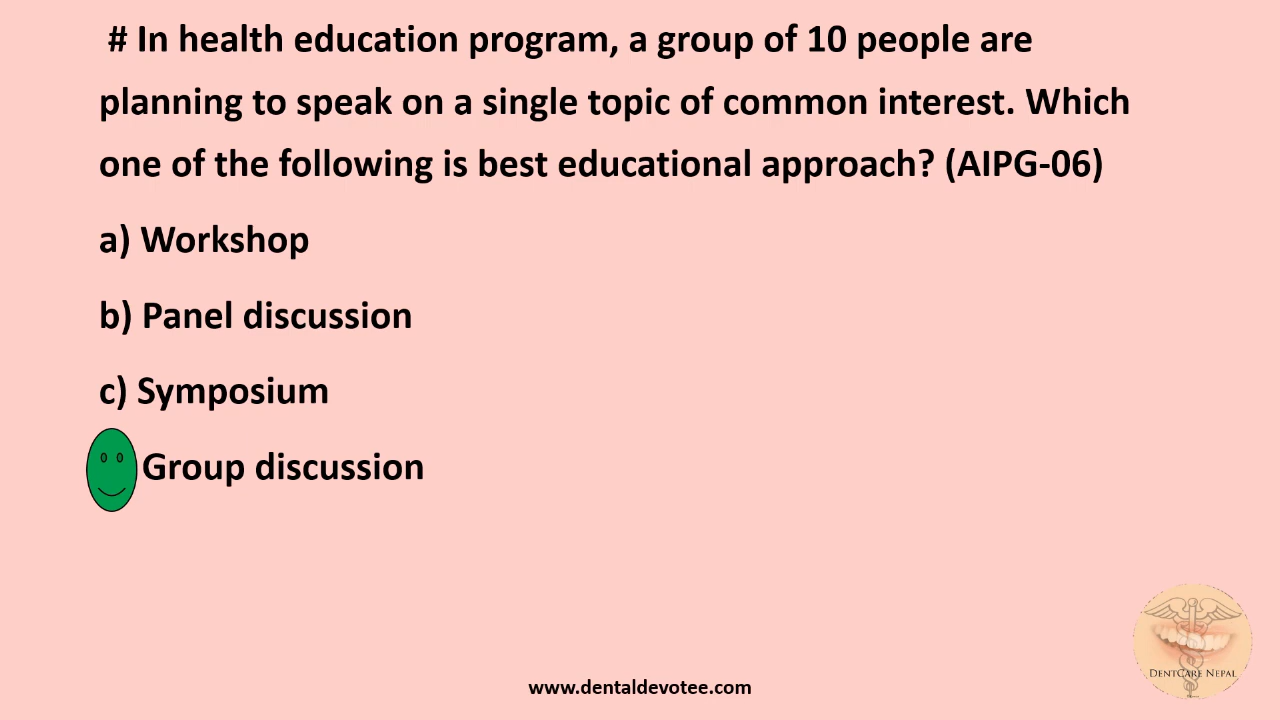 # In health education program, a group of 10 people are
planning to speak on a single topic of common interest. Which
one of the following is best educational approach? (AIPG-06)
a) Workshop
b) Panel discussion
c) Symposium
Group discussion
DENTCARE NEPAL
www.dentaldevotee.com